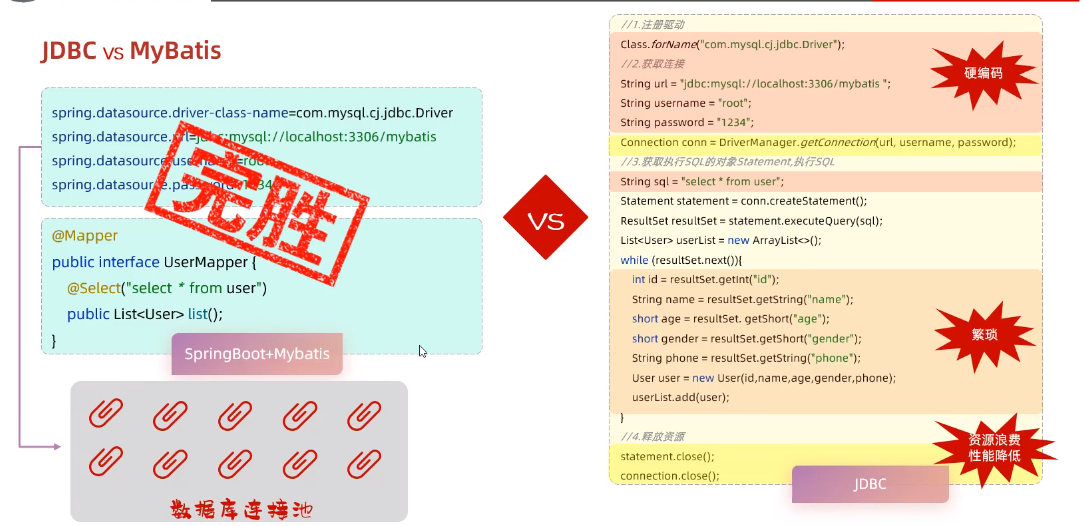 JDBC vs MyBatis
spring.datasource.driver-class-name=com.mysql.cj.jdbc.Driver
spring.datasource.url=jdbc:mysql://localhost:3306/mybatis
spring.datasource.username=root
spring.datasource.password=1234
完胜
@Mapper
public interface UserMapper {
@Select("select * from user")
public List<User> list();
}
SpringBoot+Mybatis
数据库连接池
VS
//1.注册驱动
Class.forName("com.mysql.cj.jdbc.Driver");
//2.获取连接
String url = "jdbc:mysql://localhost:3306/mybatis ";
String username = "root";
String password = "1234";
Connection conn = DriverManager.getConnection(url, username, password);
//3.获取执行SQL的对象Statement,执行SQL
String sql = "select * from user";
Statement statement = conn.createStatement();
ResultSet resultSet = statement.executeQuery(sql);
List<User> userList = new ArrayList<>();
while (resultSet.next()){
int id = resultSet.getInt("id");
String name = resultSet.getString("name");
short age = resultSet. getShort("age");
short gender = resultSet.getShort("gender");
String phone = resultSet.getString("phone");
User user = new User(id,name,age,gender,phone);
userList.add(user);
}
//4.释放资源
statement.close();
connection.close();
硬编码
繁琐
资源浪费
性能降低
JDBC